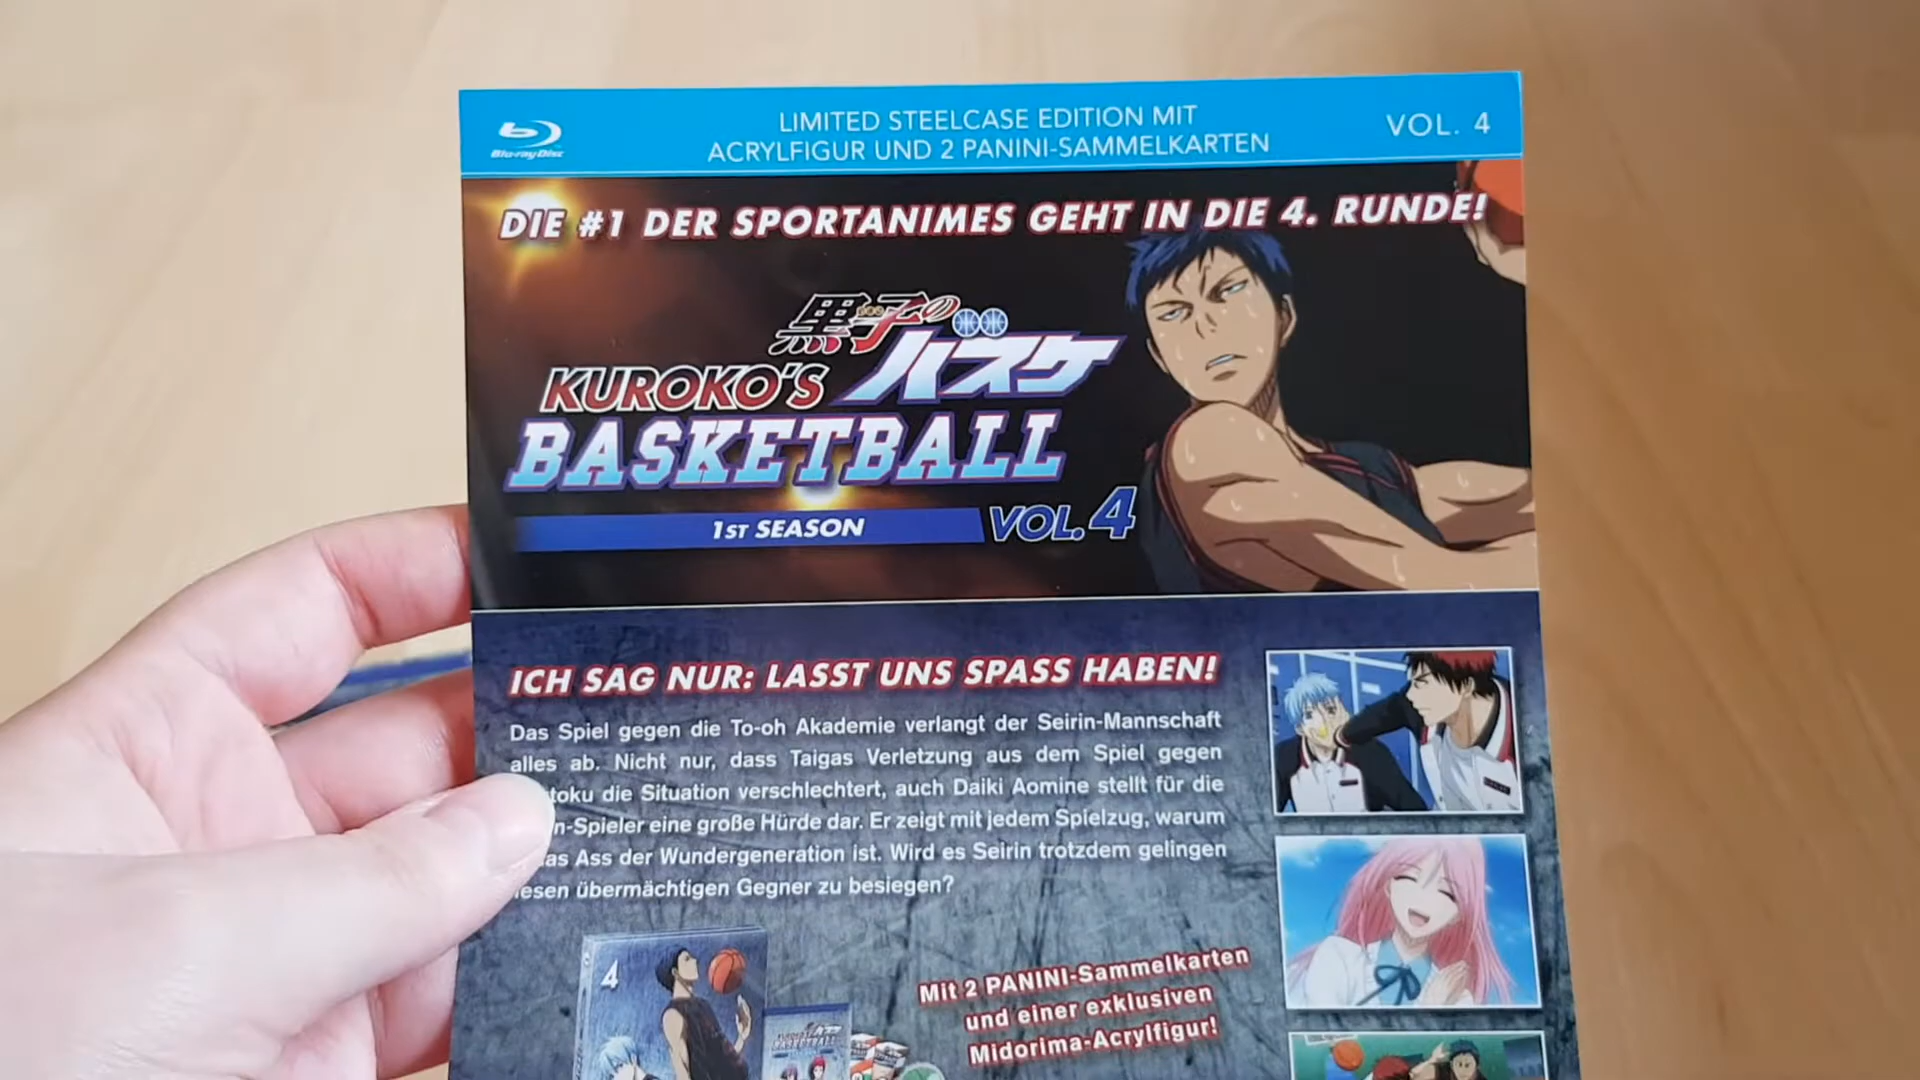 Blu-ray Disc
LIMITED STEELCASE EDITION MIT
ACRYLFIGUR UND 2 PANINI-SAMMELKARTEN
VOL. 4
DIE #1 DER SPORTANIMES GEHT IN DIE 4. RUNDE!
黒子の
バスケ
KUROKO'S
BASKETBALL
1ST SEASON
VOL. 4
ICH SAG NUR: LASST UNS SPASS HABEN!
Das Spiel gegen die To-oh Akademie verlangt der Seirin-Mannschaft
alles ab. Nicht nur, dass Taigas Verletzung aus dem Spiel gegen
die Situation verschlechtert, auch Daiki Aomine stellt für die
eine große Hürde dar. Er zeigt mit jedem Spielzug, warum
Ass der Wundergeneration ist. Wird es Seirin trotzdem gelingen
übermächtigen Gegner zu besiegen?
4
KUROKO'S
BASKETBALL
Mit 2 PANINI-Sammelkarten
und einer exklusiven
Midorima-Acrylfigur!